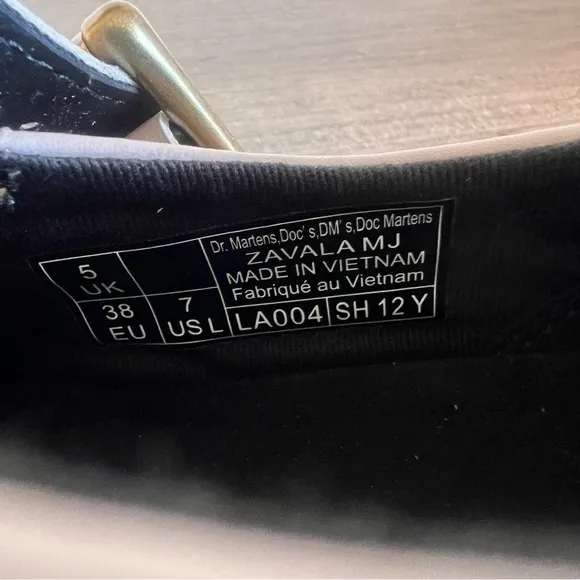 5
UK
38
EU
7
US L
Dr. Martens,Doc' s,DM' s,Doc Martens
ZAVALA MJ
MADE IN VIETNAM
Fabriqué au Vietnam
LA004
SH 12 Y